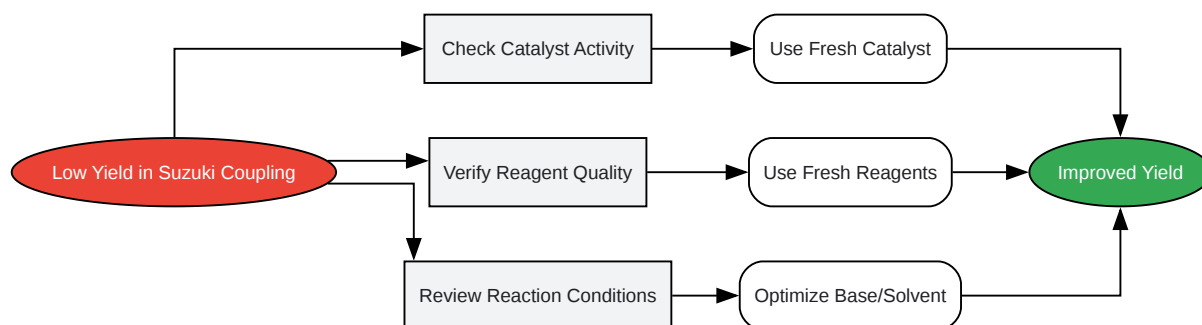 Check Catalyst Activity
Use Fresh Catalyst
Low Yield in Suzuki Coupling
Verify Reagent Quality
Use Fresh Reagents
Improved Yield
Review Reaction Conditions
Optimize Base/Solvent